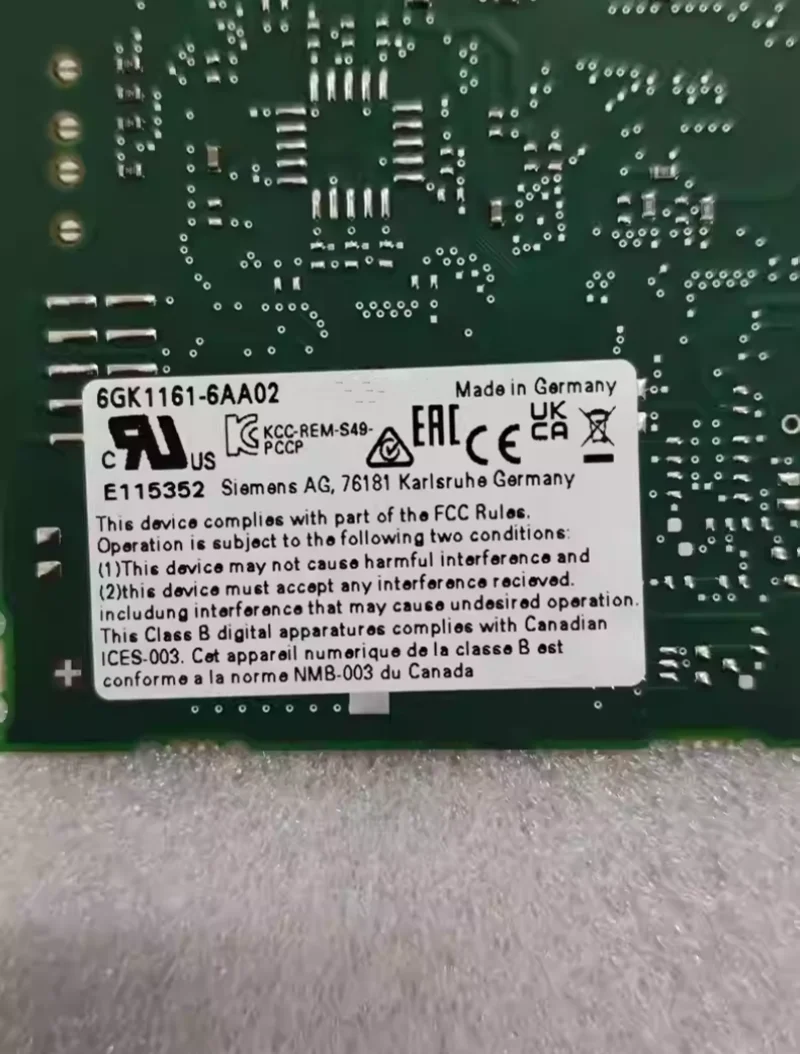 6GK1161-6AA02 Made in Germany
c RU US KCC-REM-S49- EAC CE UK
PCCP CA
E115352 Siemens AG, 76181 Karlsruhe Germany
This device complies with part of the FCC Rules.
Operation is subject to the following two conditions:
(1)This device may not cause harmful interference and
(2)this device must accept any interference recieved.
includung interference that may cause undesired operation.
This Class B digital apparatures complies with Canadian
ICES-003. Cet appareil numerique de la classe B est
conforme a la norme NMB-003 du Canada